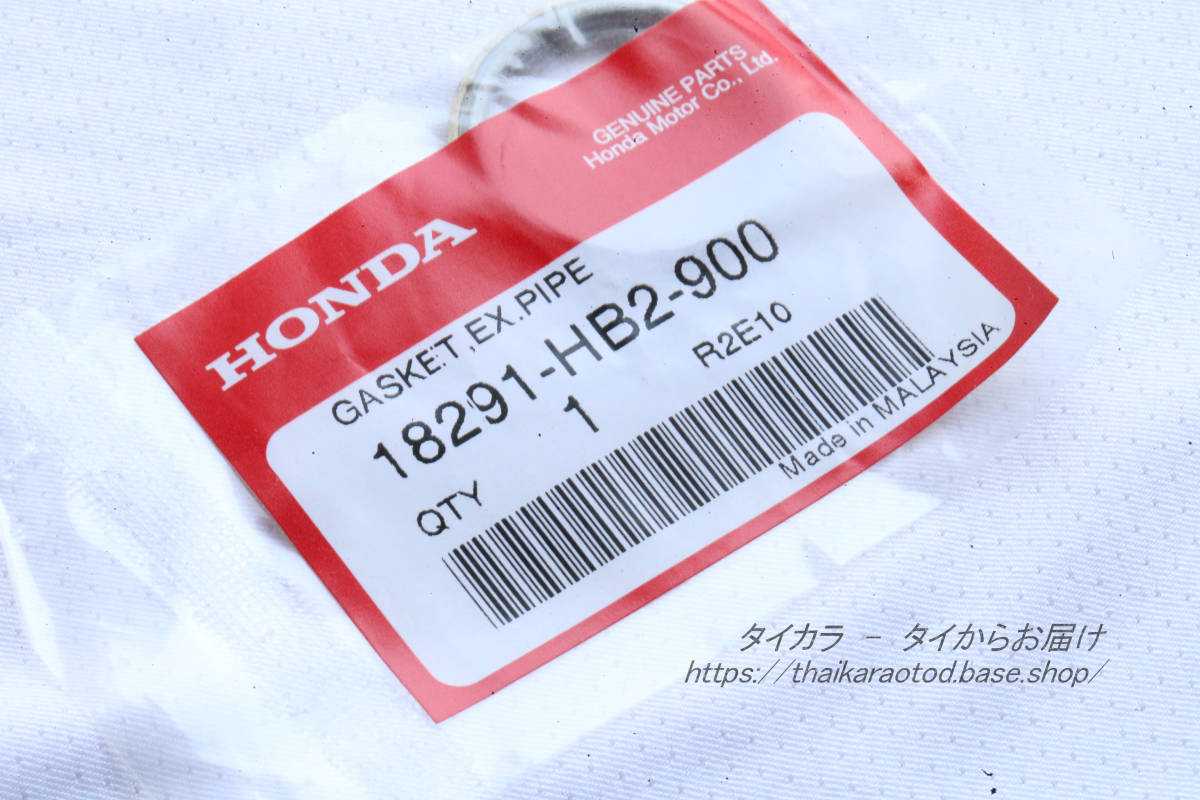 GENUINE PARTS
Honda Motor Co., Ltd.
HONDA
GASKET,EX.PIPE
18291-HB2-900
QTY 1 R2E10
Made in MALAYSIA
タイカラ － タイからお届け
https://thaikaraotod.base.shop/